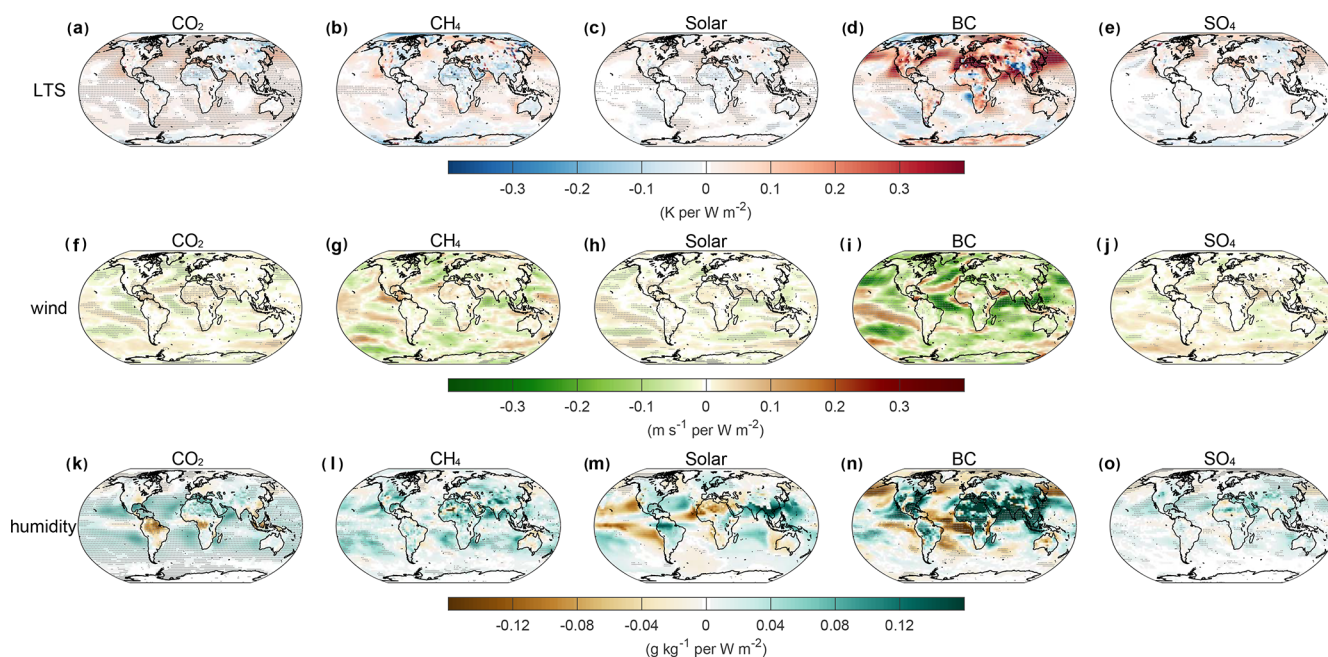 (a) CO₂ (b) CH₄ (c) Solar (d) BC (e) SO₄
LTS
-0.3 -0.2 -0.1 0 0.1 0.2 0.3
(K per W m⁻²)
(f) CO₂ (g) CH₄ (h) Solar (i) BC (j) SO₄
wind
-0.3 -0.2 -0.1 0 0.1 0.2 0.3
(m s⁻¹ per W m⁻²)
(k) CO₂ (l) CH₄ (m) Solar (n) BC (o) SO₄
humidity
-0.12 -0.08 -0.04 0 0.04 0.08 0.12
(g kg⁻¹ per W m⁻²)